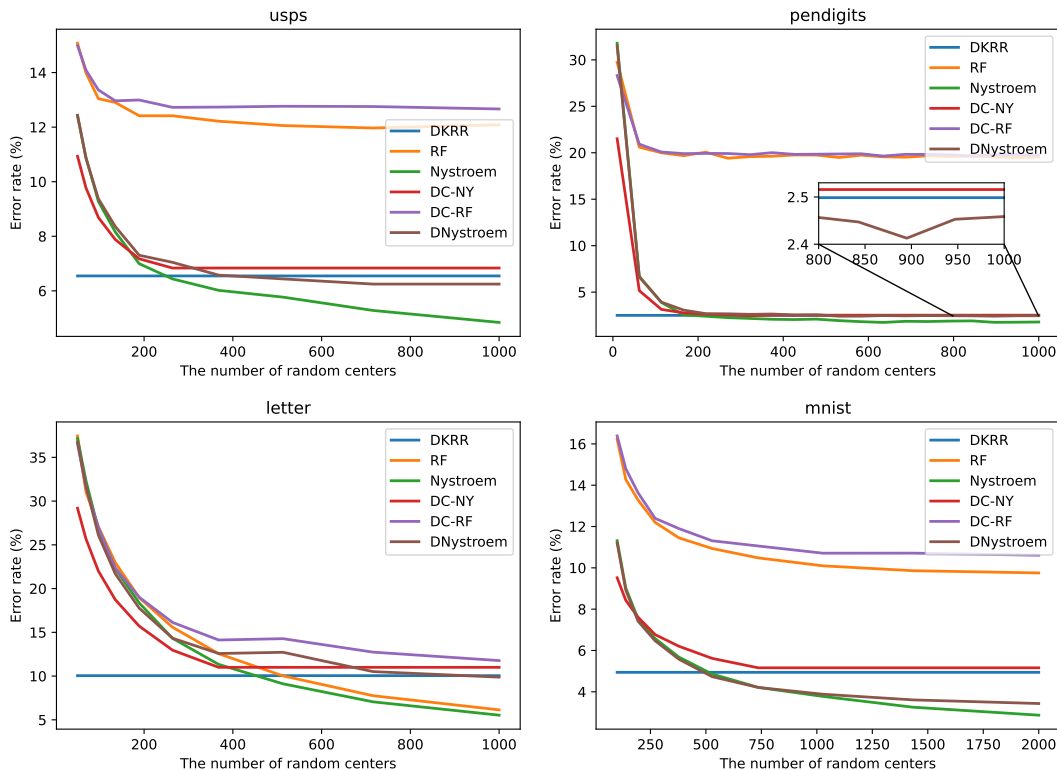 usps
Error rate (%)
14
12
10
8
6
200
400
600
800
1000
The number of random centers
DKRR
RF
Nystroem
DC-NY
DC-RF
DNystroem
pendigits
Error rate (%)
30
25
20
15
10
5
0
200
400
600
800
1000
The number of random centers
DKRR
RF
Nystroem
DC-NY
DC-RF
DNystroem
2.5
2.4
800
850
900
950
1000
letter
Error rate (%)
35
30
25
20
15
10
5
200
400
600
800
1000
The number of random centers
DKRR
RF
Nystroem
DC-NY
DC-RF
DNystroem
mnist
Error rate (%)
16
14
12
10
8
6
4
250
500
750
1000
1250
1500
1750
2000
The number of random centers
DKRR
RF
Nystroem
DC-NY
DC-RF
DNystroem